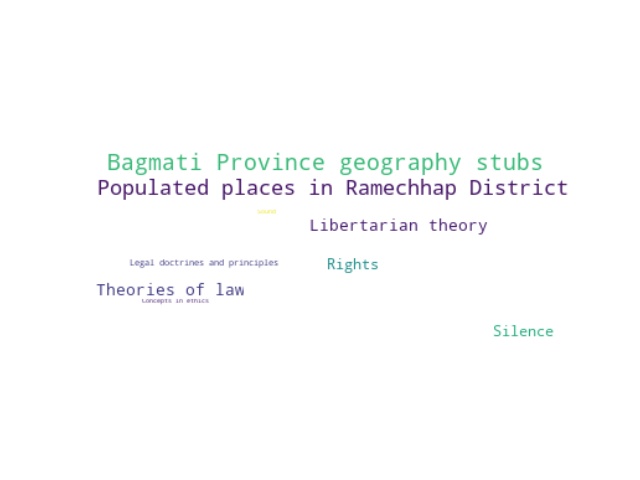 Bagmati Province geography stubs
Populated places in Ramechhap District
Libertarian theory
Legal doctrines and principles
Rights
Theories of law
Concepts in ethics
Silence